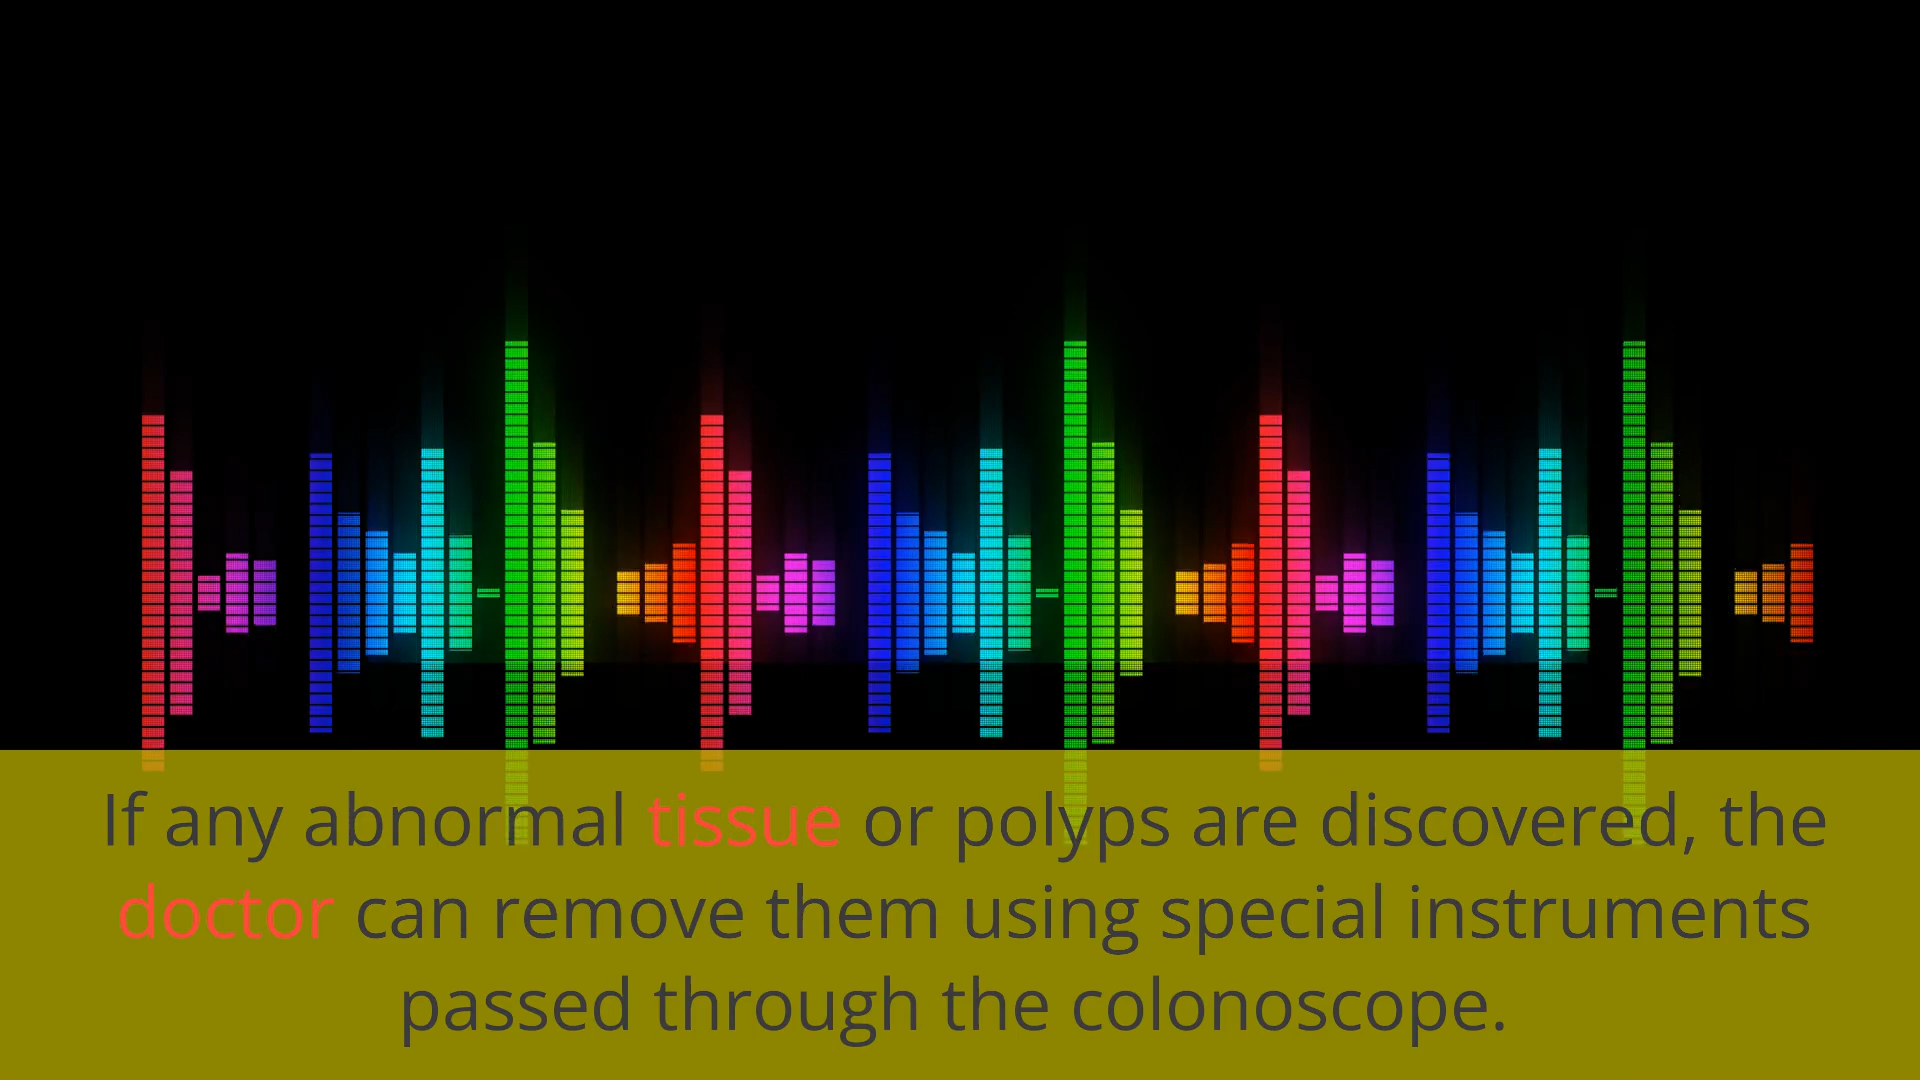 If any abnormal tissue or polyps are discovered, the
doctor can remove them using special instruments
passed through the colonoscope.